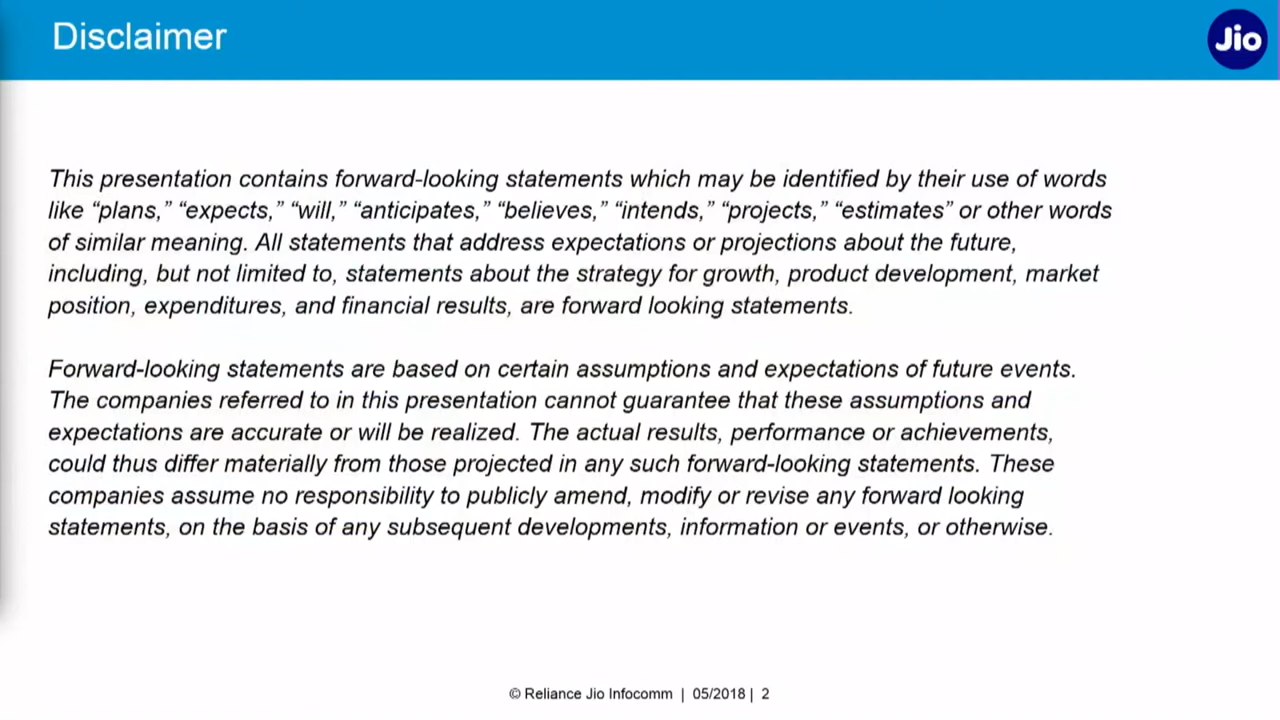 Disclaimer
Jio
This presentation contains forward-looking statements which may be identified by their use of words
like “plans,” “expects,” “will,” “anticipates,” “believes,” “intends,” “projects,” “estimates” or other words
of similar meaning. All statements that address expectations or projections about the future,
including, but not limited to, statements about the strategy for growth, product development, market
position, expenditures, and financial results, are forward looking statements.
Forward-looking statements are based on certain assumptions and expectations of future events.
The companies referred to in this presentation cannot guarantee that these assumptions and
expectations are accurate or will be realized. The actual results, performance or achievements,
could thus differ materially from those projected in any such forward-looking statements. These
companies assume no responsibility to publicly amend, modify or revise any forward looking
statements, on the basis of any subsequent developments, information or events, or otherwise.
© Reliance Jio Infocomm | 05/2018 | 2